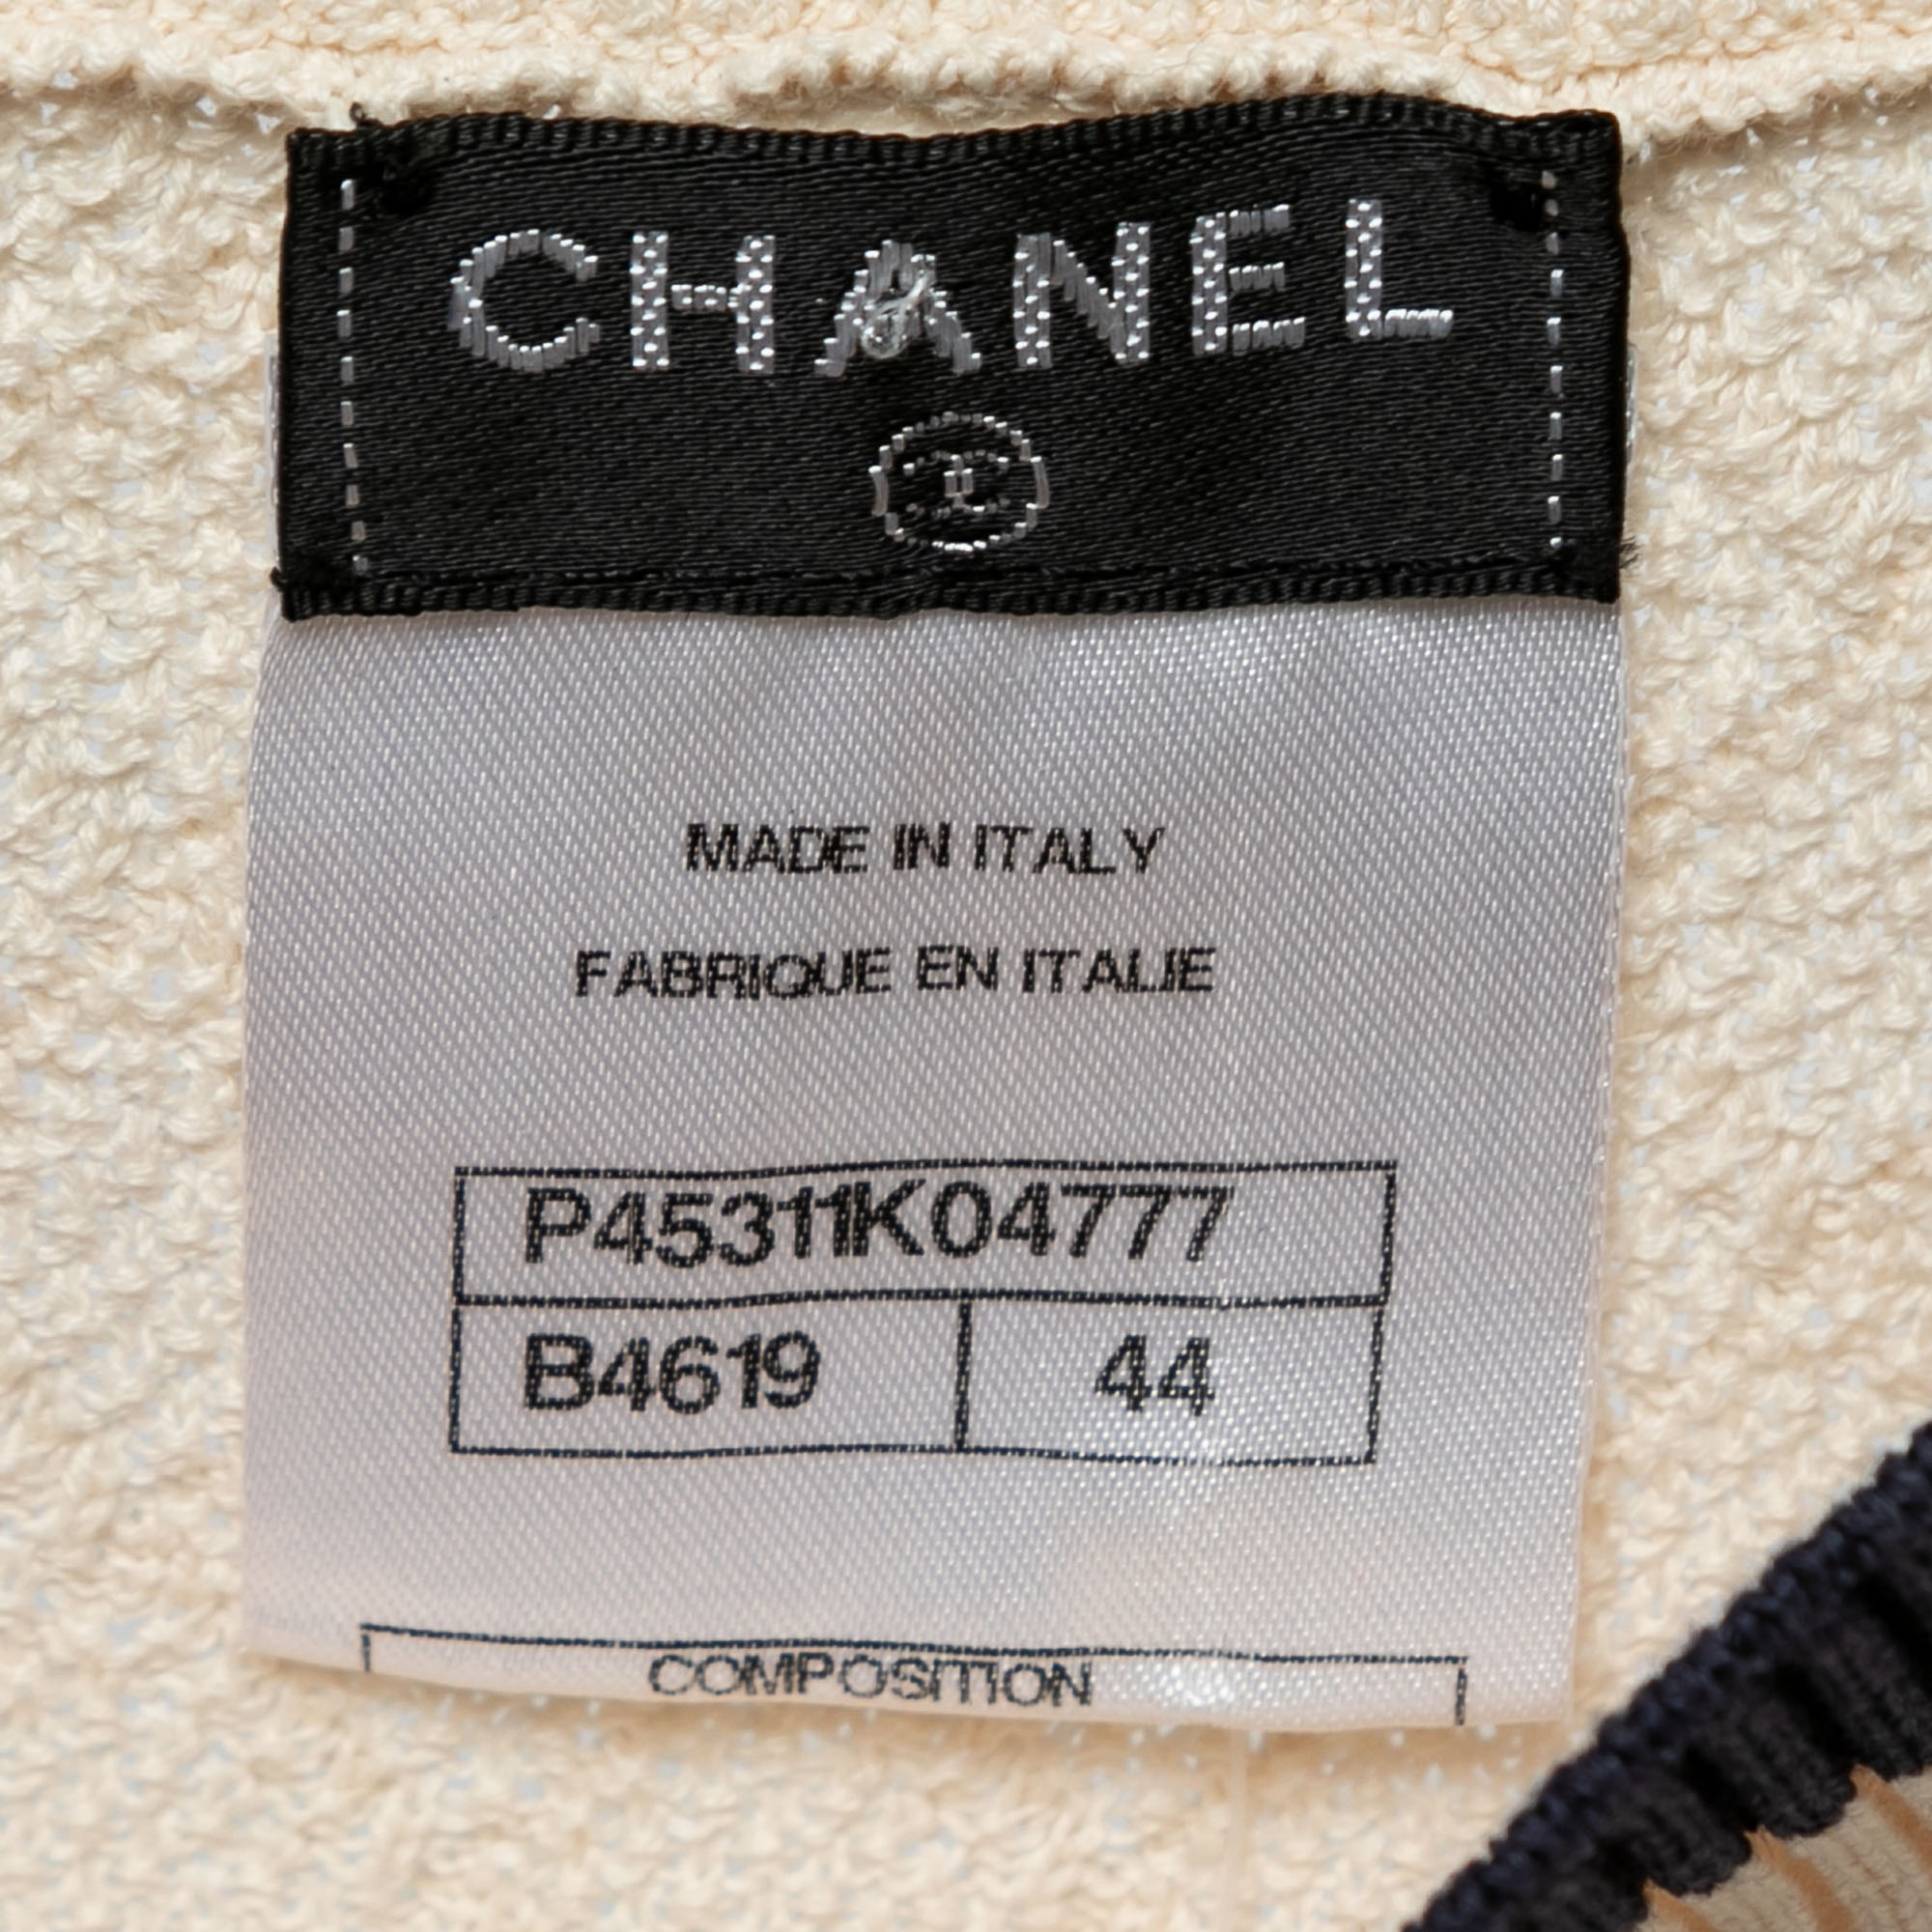 CHANEL
MADE IN ITALY
FABRIQUE EN ITALIE
P45311K04777
B4619 44
COMPOSITION